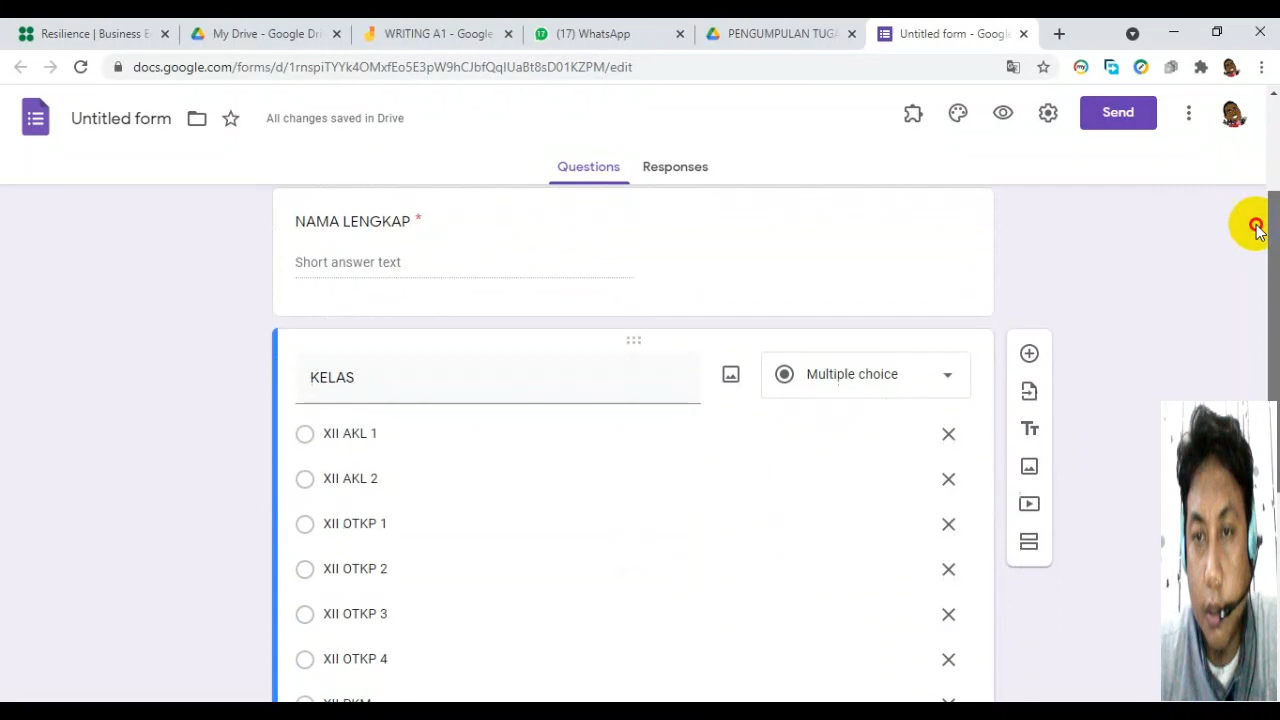 Resilience | Business E
My Drive - Google Dri
WRITING A1 - Google
(17) WhatsApp
PENGUMPULAN TUGA
Untitled form - Google
docs.google.com/forms/d/1rnspiTYYk4OMxfEo5E3pW9hCJbfQqIUaBt8sD01KZPM/edit
Untitled form
All changes saved in Drive
Send
Questions
Responses
NAMA LENGKAP *
Short answer text
KELAS
Multiple choice
XII AKL 1
XII AKL 2
XII OTKP 1
XII OTKP 2
XII OTKP 3
XII OTKP 4